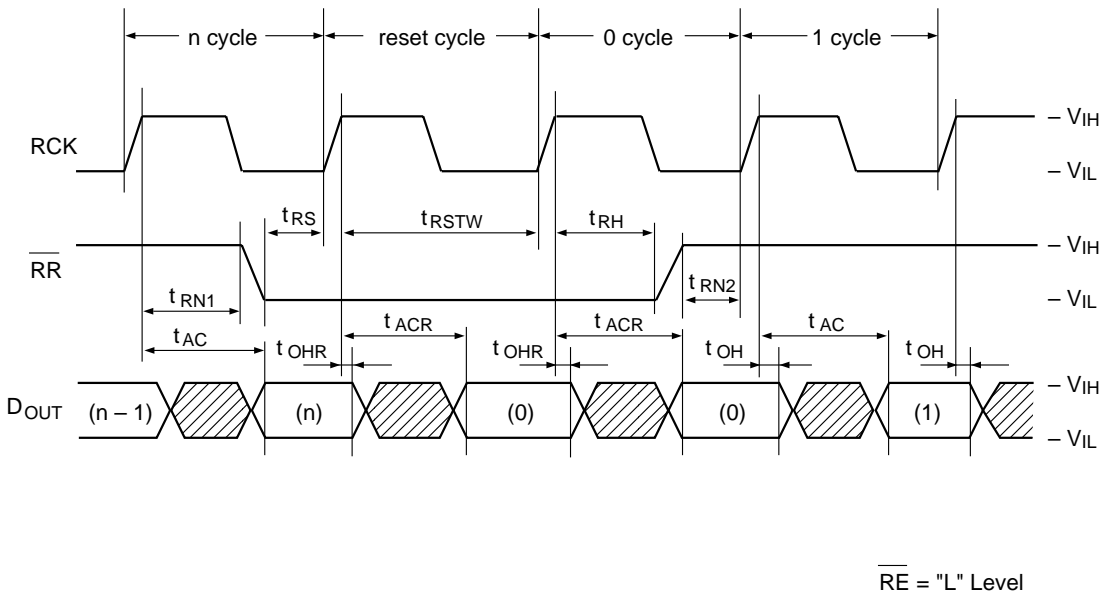 n cycle reset cycle 0 cycle 1 cycle
RCK – VIH
– VIL
tRS tRSTW tRH
RR – VIH
tRN1 tRN2 – VIL
tAC tACR tACR tAC
tOHR tOHR tOH tOH
DOUT (n – 1) (n) (0) (0) (1) – VIH
– VIL
RE = "L" Level